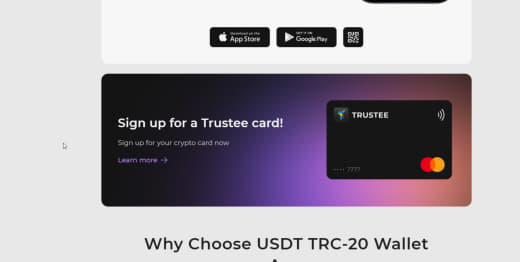 Download on the
App Store
GET IT ON
Google Play
Sign up for a Trustee card!
TRUSTEE
Sign up for your crypto card now
Learn more →
•••• 7777
Why Choose USDT TRC-20 Wallet